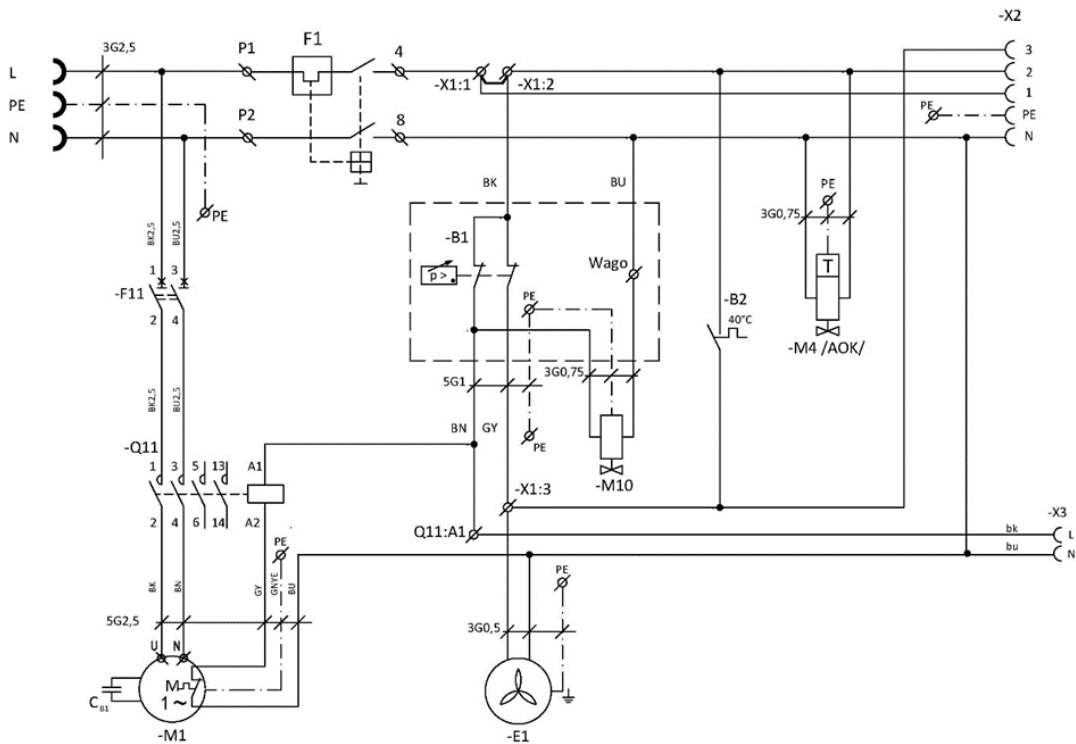 -X2
3G2,5 P1 F1 4 3
L -X1:1 -X1:2 2
1
PE PE PE
P2 8
N N
BK BU PE
3G0,75
PE
BK2,5 BU2,5
-B1
Wago T
1 3 p>
-F11 PE -B2
40°C
2 4 -M4 /AOK/
5G1 3G0,75
BK2,5 BU2,5
BN GY PE
-Q11
1 3 5 13 A1
-M10
-X1:3
2 4 6 14 A2 Q11:A1 -X3
bk L
PE bu N
BK BN GY GNYE BU PE
5G2,5 3G0,5
U N
M
1~
CB1
-M1 -E1